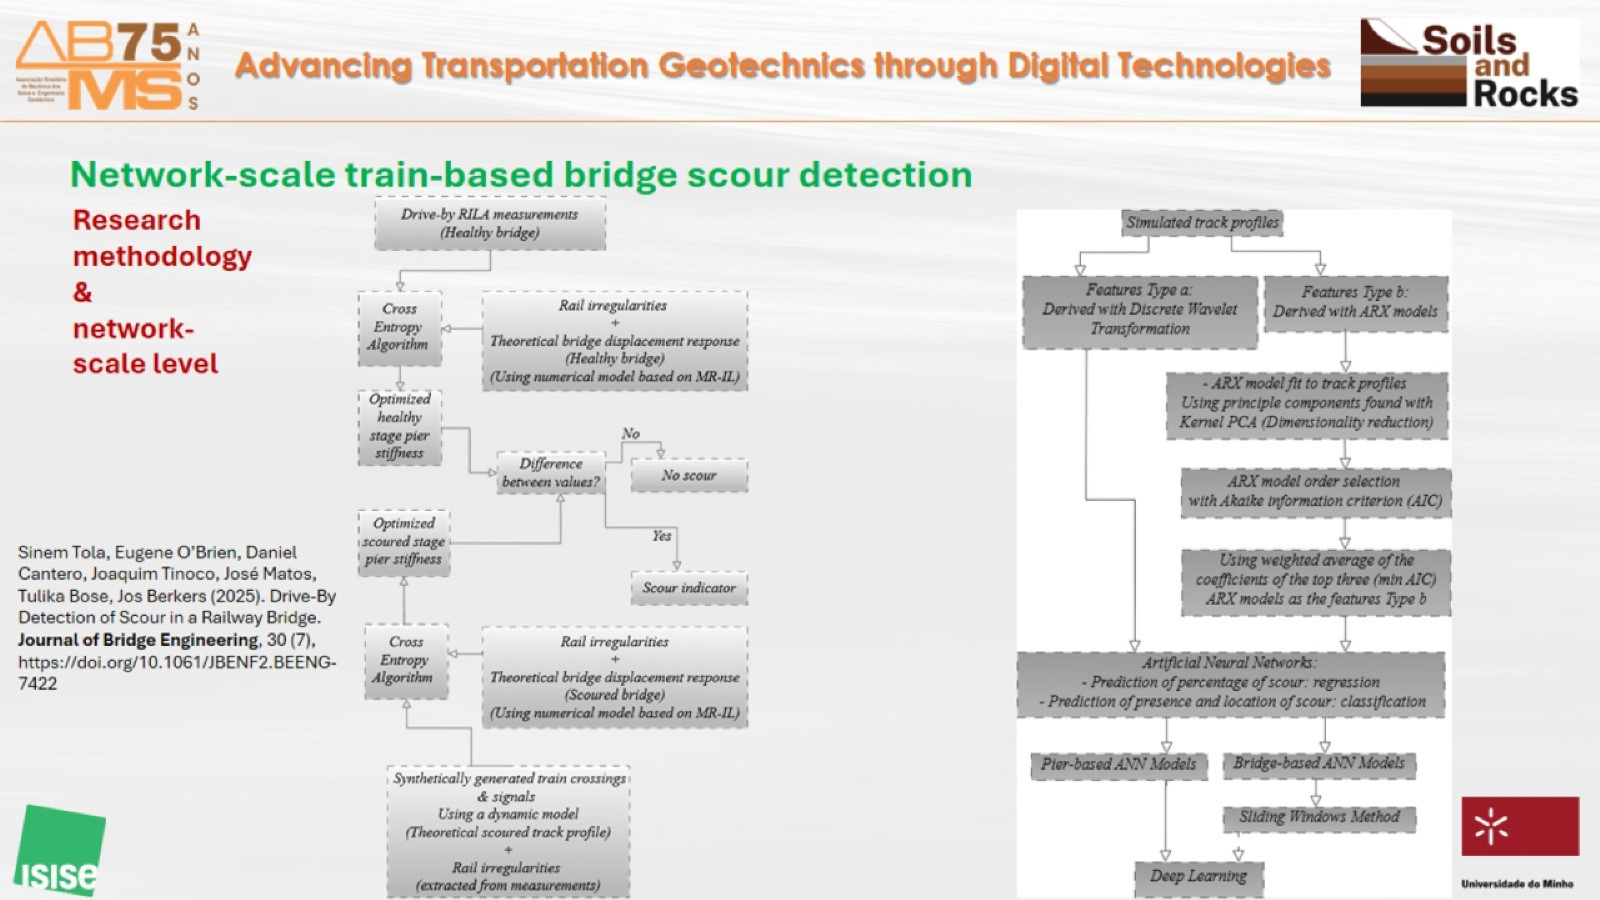 AB75
MS
ANOS
Associação Brasileira
de Mecânica dos
Solos e Engenharia
Geotécnica
Advancing Transportation Geotechnics through Digital Technologies
Soils
and
Rocks
Network-scale train-based bridge scour detection
Research
methodology
&
network-
scale level
Drive-by RILA measurements
(Healthy bridge)
Cross
Entropy
Algorithm
Rail irregularities
+
Theoretical bridge displacement response
(Healthy bridge)
(Using numerical model based on MR-IL)
Optimized
healthy
stage pier
stiffness
Difference
between values?
No
No scour
Yes
Scour indicator
Optimized
scoured stage
pier stiffness
Cross
Entropy
Algorithm
Rail irregularities
+
Theoretical bridge displacement response
(Scoured bridge)
(Using numerical model based on MR-IL)
Synthetically generated train crossings
& signals
Using a dynamic model
(Theoretical scoured track profile)
+
Rail irregularities
(extracted from measurements)
Sinem Tola, Eugene O'Brien, Daniel
Cantero, Joaquim Tinoco, José Matos,
Tulika Bose, Jos Berkers (2025). Drive-By
Detection of Scour in a Railway Bridge.
Journal of Bridge Engineering, 30 (7),
https://doi.org/10.1061/JBENF2.BEENG-
7422
Simulated track profiles
Features Type a:
Derived with Discrete Wavelet
Transformation
Features Type b:
Derived with ARX models
- ARX model fit to track profiles
Using principle components found with
Kernel PCA (Dimensionality reduction)
ARX model order selection
with Akaike information criterion (AIC)
Using weighted average of the
coefficients of the top three (min AIC)
ARX models as the features Type b
Artificial Neural Networks:
- Prediction of percentage of scour: regression
- Prediction of presence and location of scour: classification
Pier-based ANN Models
Bridge-based ANN Models
Sliding Windows Method
Deep Learning
ISISE
Universidade do Minho